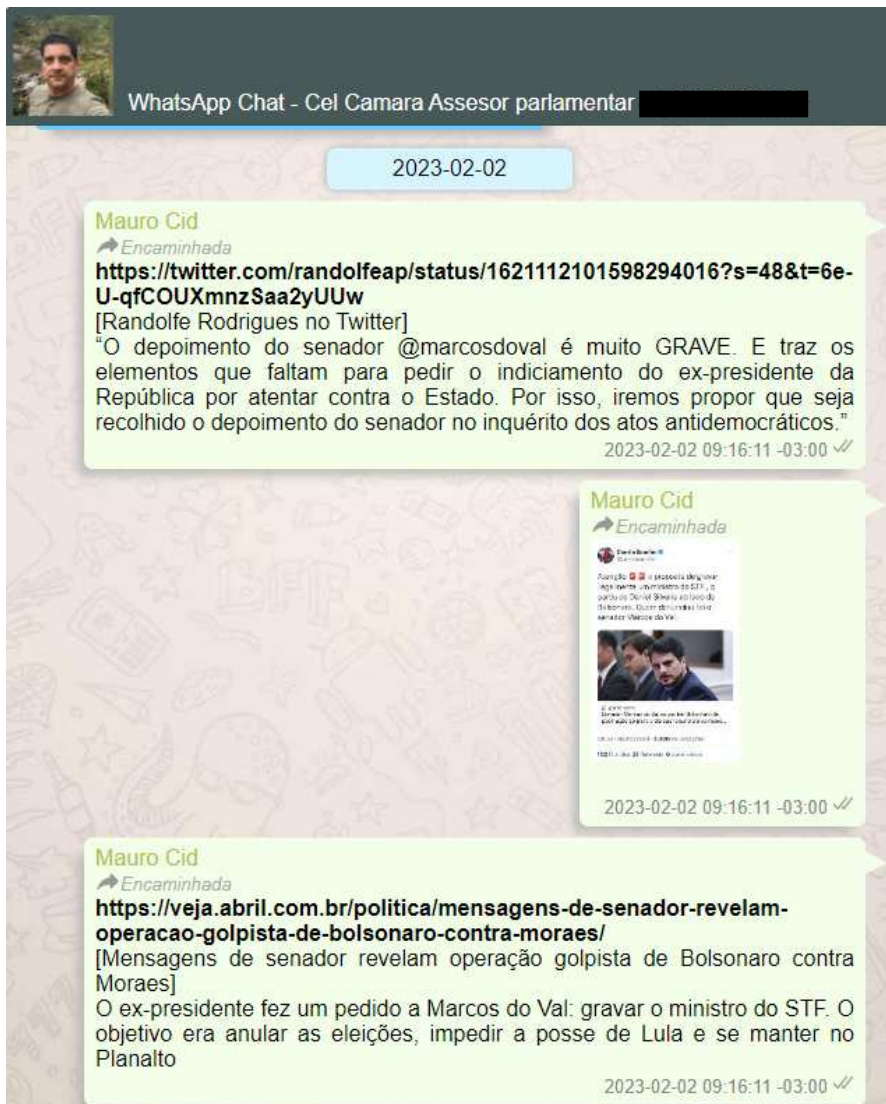 WhatsApp Chat - Cel Camara Assesor parlamentar
2023-02-02
Mauro Cid
Encaminhada
https://twitter.com/randolfeap/status/1621112101598294016?s=48&t=6e-
U-qfCOUXmnzSaa2yUUw
[Randolfe Rodrigues no Twitter]
“O depoimento do senador @marcosdoval é muito GRAVE. E traz os
elementos que faltam para pedir o indiciamento do ex-presidente da
República por atentar contra o Estado. Por isso, iremos propor que seja
recolhido o depoimento do senador no inquérito dos atos antidemocráticos.”
2023-02-02 09:16:11 -03:00
Mauro Cid
Encaminhada
senador Marcos do Val
2023-02-02 09:16:11 -03:00
Mauro Cid
Encaminhada
https://veja.abril.com.br/politica/mensagens-de-senador-revelam-
operacao-golpista-de-bolsonaro-contra-moraes/
[Mensagens de senador revelam operação golpista de Bolsonaro contra
Moraes]
O ex-presidente fez um pedido a Marcos do Val: gravar o ministro do STF. O
objetivo era anular as eleições, impedir a posse de Lula e se manter no
Planalto
2023-02-02 09:16:11 -03:00